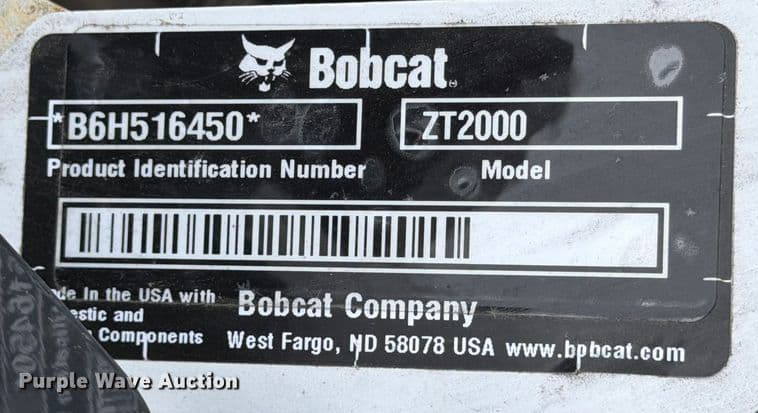 Bobcat
*B6H516450*
ZT2000
Product Identification Number
Model
In the USA with
and
Components
Bobcat Company
West Fargo, ND 58078 USA www.bobcat.com
Purple Wave Auction